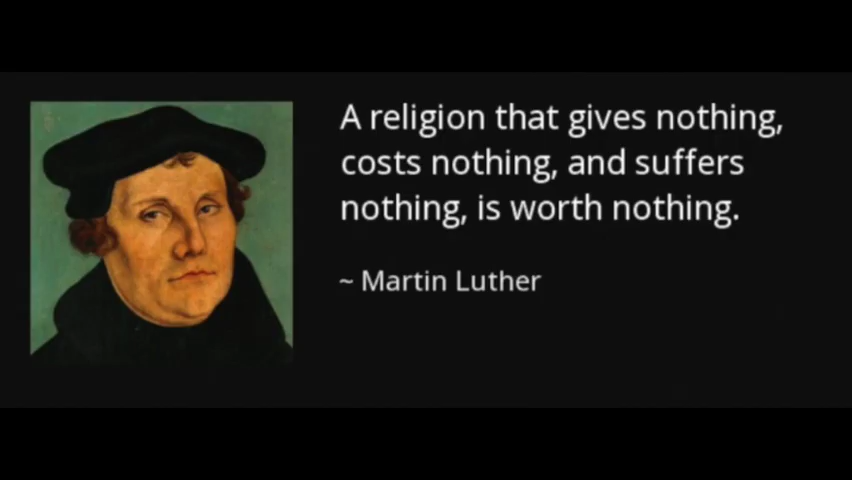 A religion that gives nothing,
costs nothing, and suffers
nothing, is worth nothing.
~ Martin Luther